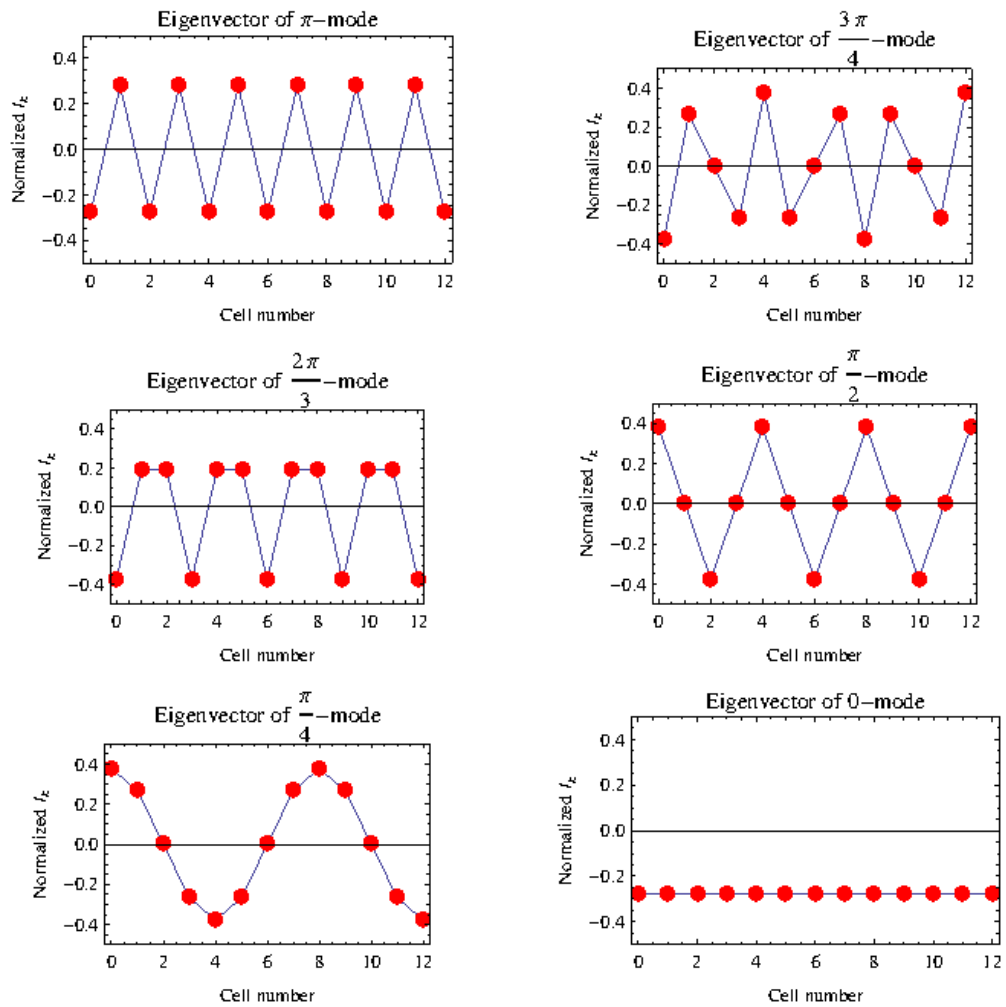 Eigenvector of π−mode
Normalized I_k
0.4
0.2
0.0
−0.2
−0.4
0 2 4 6 8 10 12
Cell number
Eigenvector of 3π/4−mode
Normalized I_k
0.4
0.2
0.0
−0.2
−0.4
0 2 4 6 8 10 12
Cell number
Eigenvector of 2π/3−mode
Normalized I_k
0.4
0.2
0.0
−0.2
−0.4
0 2 4 6 8 10 12
Cell number
Eigenvector of π/2−mode
Normalized I_k
0.4
0.2
0.0
−0.2
−0.4
0 2 4 6 8 10 12
Cell number
Eigenvector of π/4−mode
Normalized I_k
0.4
0.2
0.0
−0.2
−0.4
0 2 4 6 8 10 12
Cell number
Eigenvector of 0−mode
Normalized I_k
0.4
0.2
0.0
−0.2
−0.4
0 2 4 6 8 10 12
Cell number